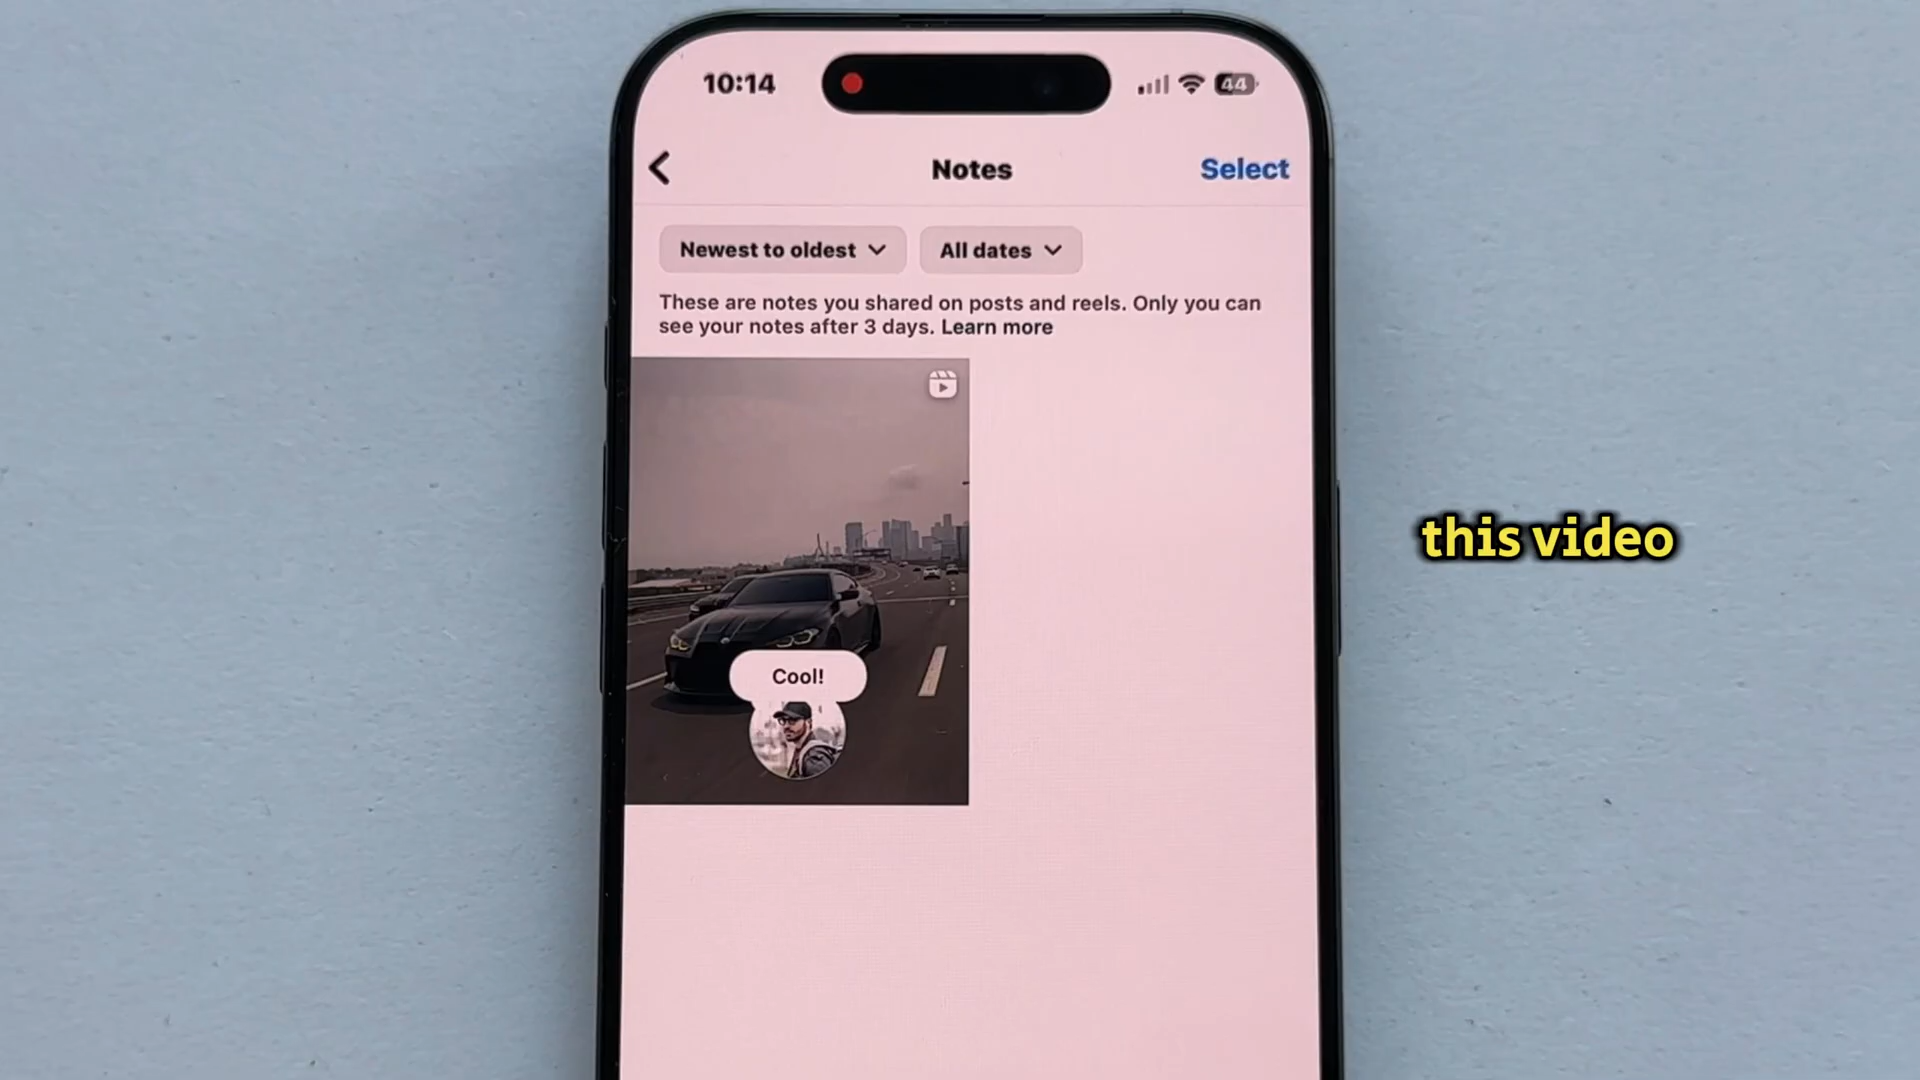 10:14
44
Notes
Select
Newest to oldest
All dates
These are notes you shared on posts and reels. Only you can
see your notes after 3 days. Learn more
Cool!
this video